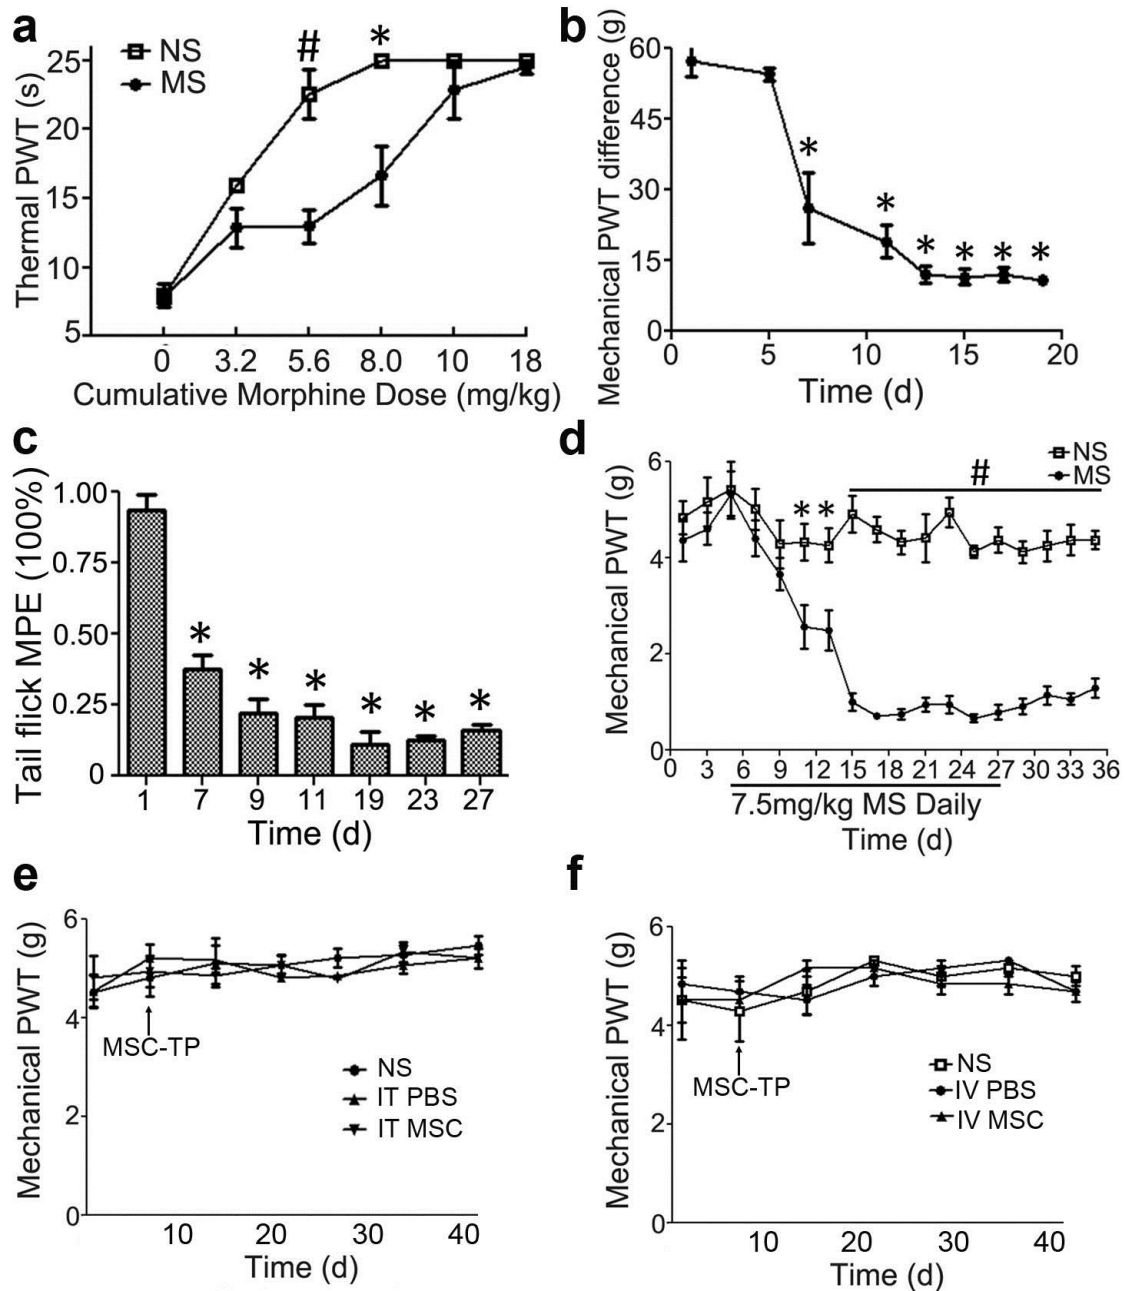 a
Thermal PWT (s)
NS
MS
#
*
25
20
15
10
5
0 3.2 5.6 8.0 10 18
Cumulative Morphine Dose (mg/kg)
b
Mechanical PWT difference (g)
60
45
30
15
0
* * * * * *
0 5 10 15 20
Time (d)
c
Tail flick MPE (100%)
1.00
0.75
0.50
0.25
0
* * * * * *
1 7 9 11 19 23 27
Time (d)
d
Mechanical PWT (g)
NS
MS
#
* *
6
4
2
0
0 3 6 9 12 15 18 21 24 27 30 33 36
7.5mg/kg MS Daily
Time (d)
e
Mechanical PWT (g)
6
4
2
0
MSC-TP
NS
IT PBS
IT MSC
10 20 30 40
Time (d)
f
Mechanical PWT (g)
6
4
2
0
MSC-TP
NS
IV PBS
IV MSC
10 20 30 40
Time (d)